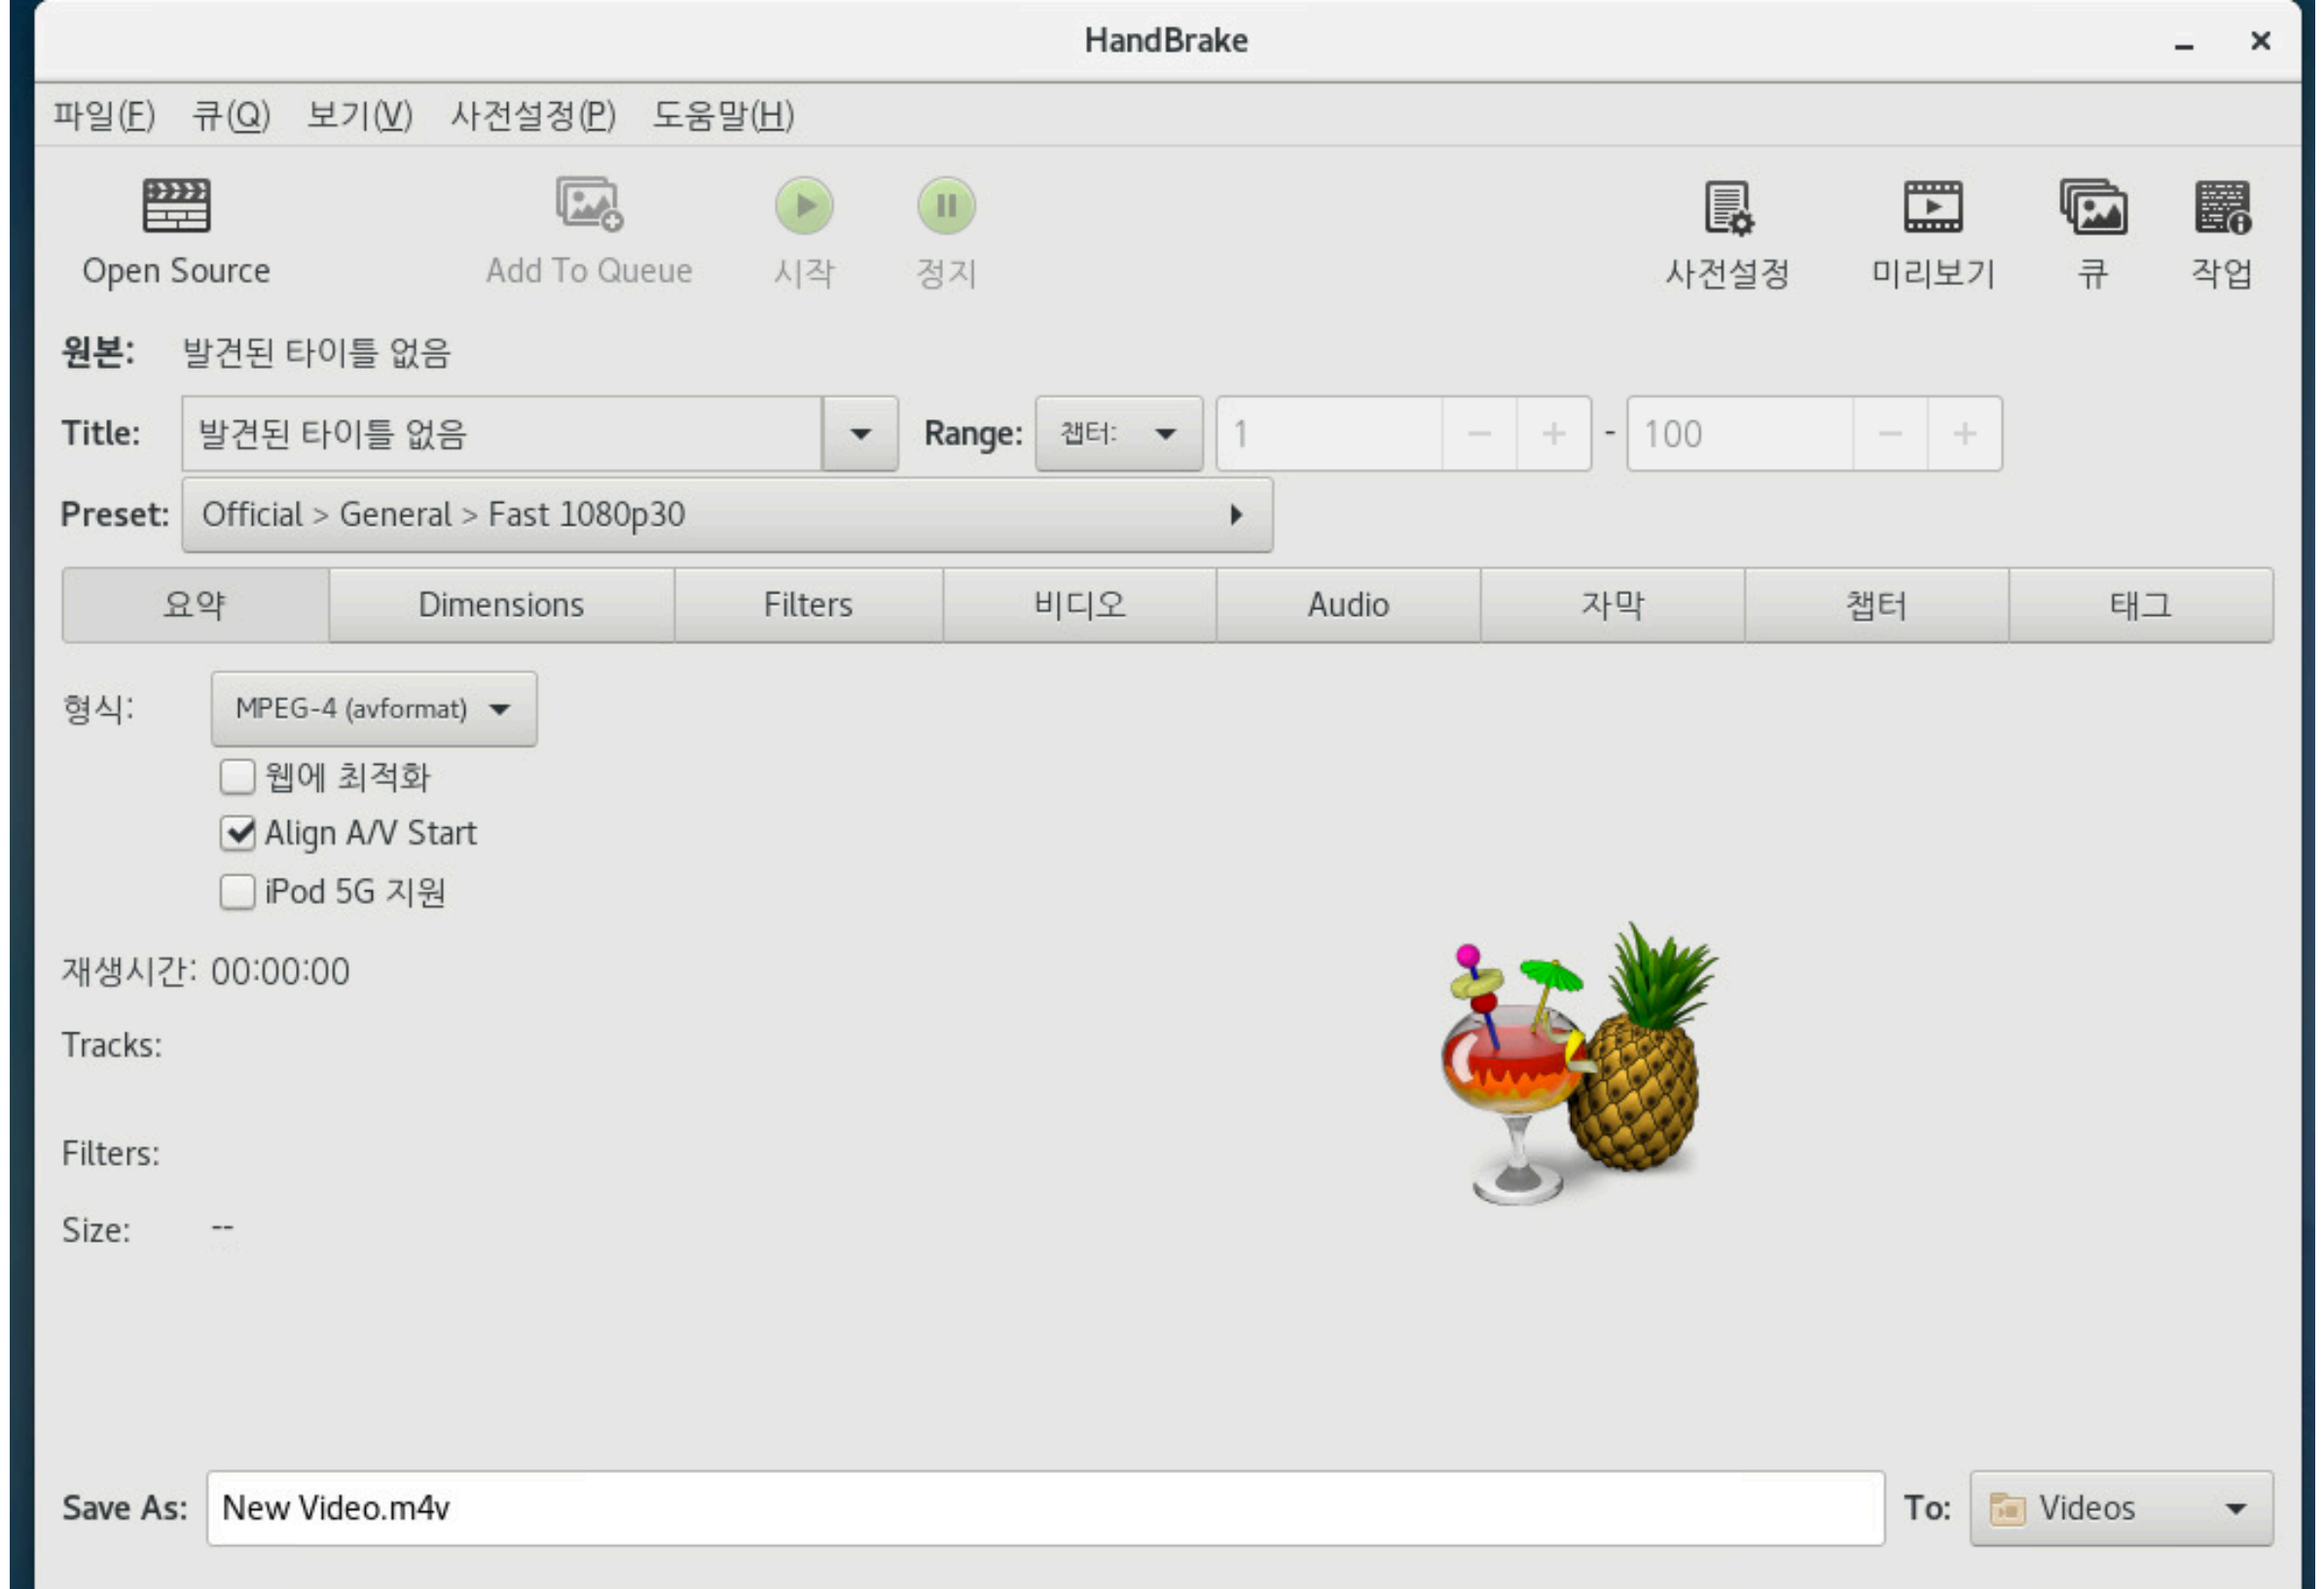 HandBrake
파일(F) 큐(Q) 보기(V) 사전설정(P) 도움말(H)
Open Source Add To Queue 시작 정지 사전설정 미리보기 큐 작업
원본: 발견된 타이틀 없음
Title: 발견된 타이틀 없음 Range: 챕터: 1 - 100
Preset: Official > General > Fast 1080p30
요약 Dimensions Filters 비디오 Audio 자막 챕터 태그
형식: MPEG-4 (avformat)
웹에 최적화
Align A/V Start
iPod 5G 지원
재생시간: 00:00:00
Tracks:
Filters:
Size: --
Save As: New Video.m4v To: Videos